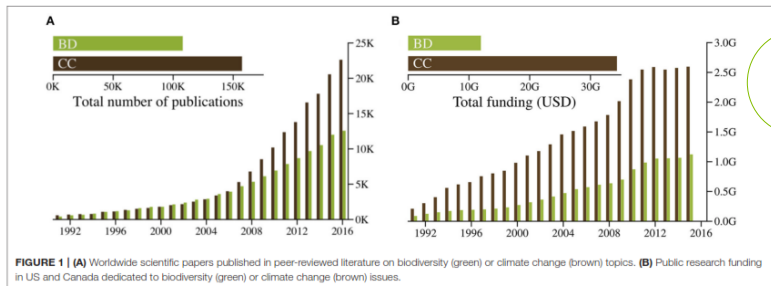 A
BD
CC
0K 50K 100K 150K
Total number of publications
25K
20K
15K
10K
5K
0K
1992 1996 2000 2004 2008 2012 2016
B
BD
CC
0G 10G 20G 30G
Total funding (USD)
3.0G
2.5G
2.0G
1.5G
1.0G
0.5G
0.0G
1992 1996 2000 2004 2008 2012 2016
FIGURE 1 | (A) Worldwide scientific papers published in peer-reviewed literature on biodiversity (green) or climate change (brown) topics. (B) Public research funding
in US and Canada dedicated to biodiversity (green) or climate change (brown) issues.